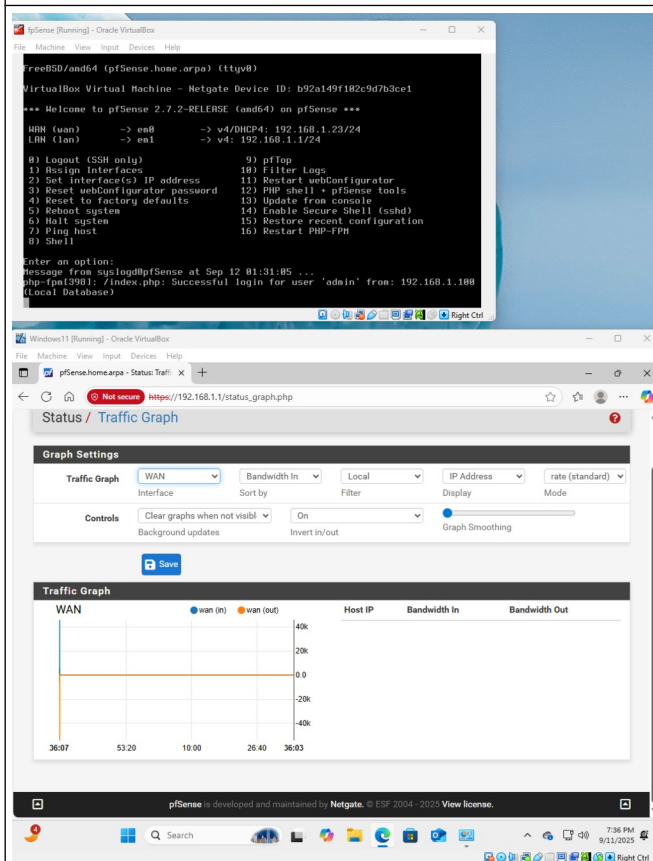 fpSense [Running] - Oracle VirtualBox
File Machine View Input Devices Help
FreeBSD/amd64 (pfSense.home.arpa) (ttyv0)
VirtualBox Virtual Machine - Netgate Device ID: b92a149f102c9d7b3ce1
*** Welcome to pfSense 2.7.2-RELEASE (amd64) on pfSense ***
WAN (wan) -> em0 -> v4/DHCP4: 192.168.1.23/24
LAN (lan) -> em1 -> v4: 192.168.1.1/24
0) Logout (SSH only) 9) pfTop
1) Assign Interfaces 10) Filter Logs
2) Set interface(s) IP address 11) Restart webConfigurator
3) Reset webConfigurator password 12) PHP shell + pfSense tools
4) Reset to factory defaults 13) Update from console
5) Reboot system 14) Enable Secure Shell (sshd)
6) Halt system 15) Restore recent configuration
7) Ping host 16) Restart PHP-FPM
8) Shell
Enter an option:
Message from syslogd@pfSense at Sep 12 01:31:05 ...
php-fpm[398]: /index.php: Successful login for user 'admin' from: 192.168.1.100
(Local Database)
Right Ctrl
Windows11 [Running] - Oracle VirtualBox
File Machine View Input Devices Help
pfSense.home.arpa - Status: Traffi
Not secure https://192.168.1.1/status_graph.php
Status / Traffic Graph
Graph Settings
Traffic Graph WAN Bandwidth In Local IP Address rate (standard)
Interface Sort by Filter Display Mode
Controls Clear graphs when not visibl On
Background updates Invert in/out Graph Smoothing
Save
Traffic Graph
WAN wan (in) wan (out) Host IP Bandwidth In Bandwidth Out
40k
20k
0.0
-20k
-40k
36:07 53:20 10:00 26:40 36:03
pfSense is developed and maintained by Netgate. © ESF 2004 - 2025 View license.
Search
7:36 PM
9/11/2025
Right Ctrl